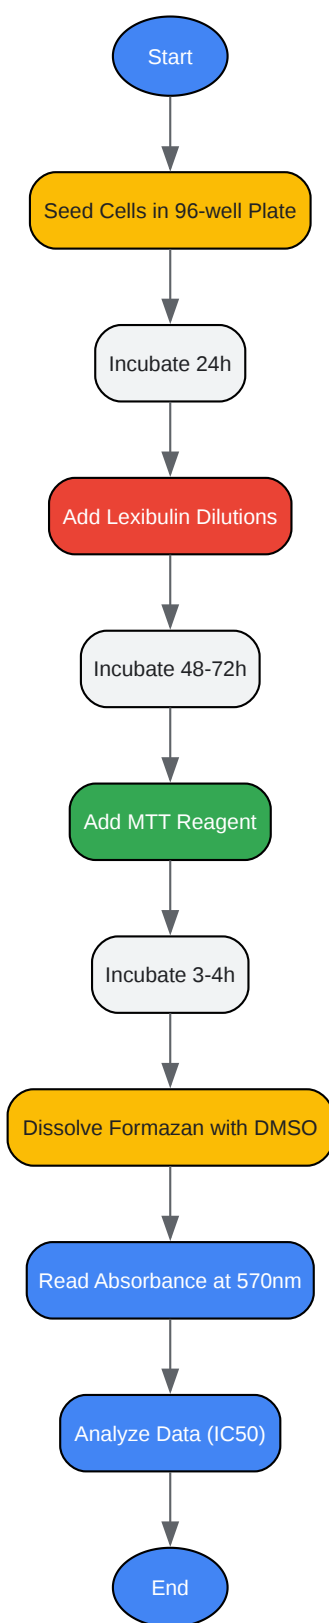 Start
Seed Cells in 96-well Plate
Incubate 24h
Add Lexibulin Dilutions
Incubate 48-72h
Add MTT Reagent
Incubate 3-4h
Dissolve Formazan with DMSO
Read Absorbance at 570nm
Analyze Data (IC50)
End